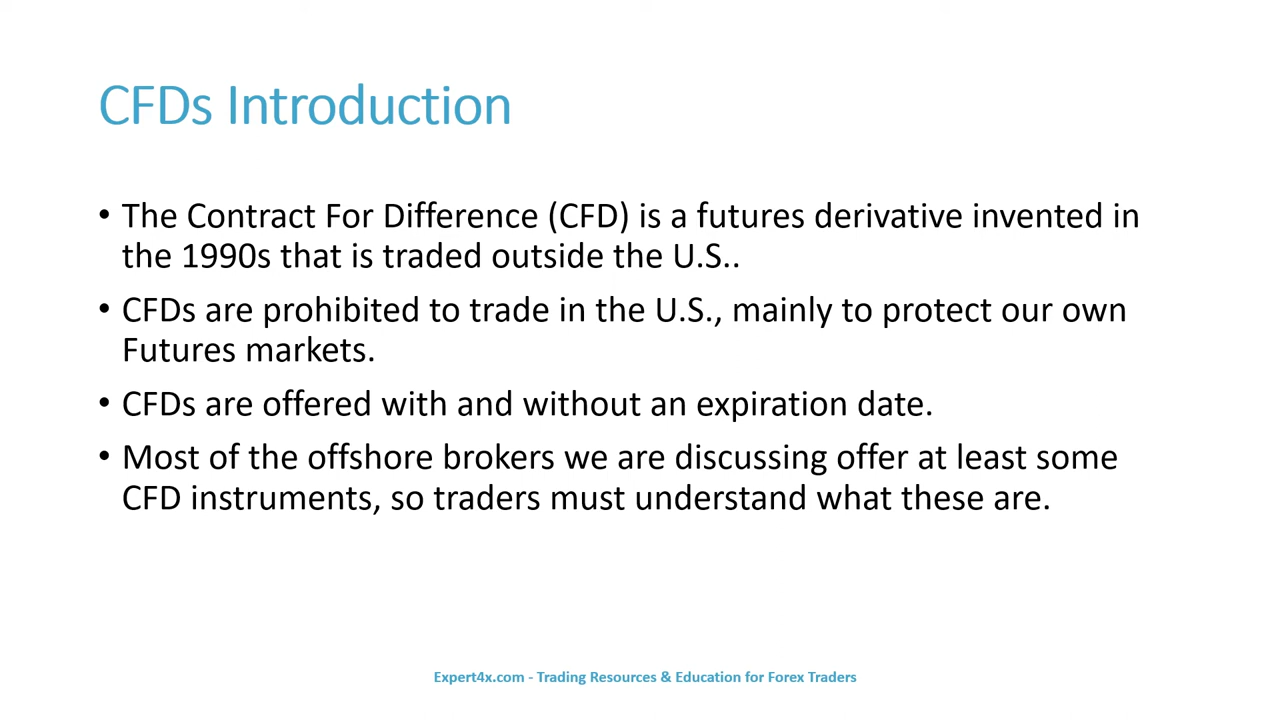 CFDs Introduction
• The Contract For Difference (CFD) is a futures derivative invented in
the 1990s that is traded outside the U.S..
• CFDs are prohibited to trade in the U.S., mainly to protect our own
Futures markets.
• CFDs are offered with and without an expiration date.
• Most of the offshore brokers we are discussing offer at least some
CFD instruments, so traders must understand what these are.
Expert4x.com - Trading Resources & Education for Forex Traders